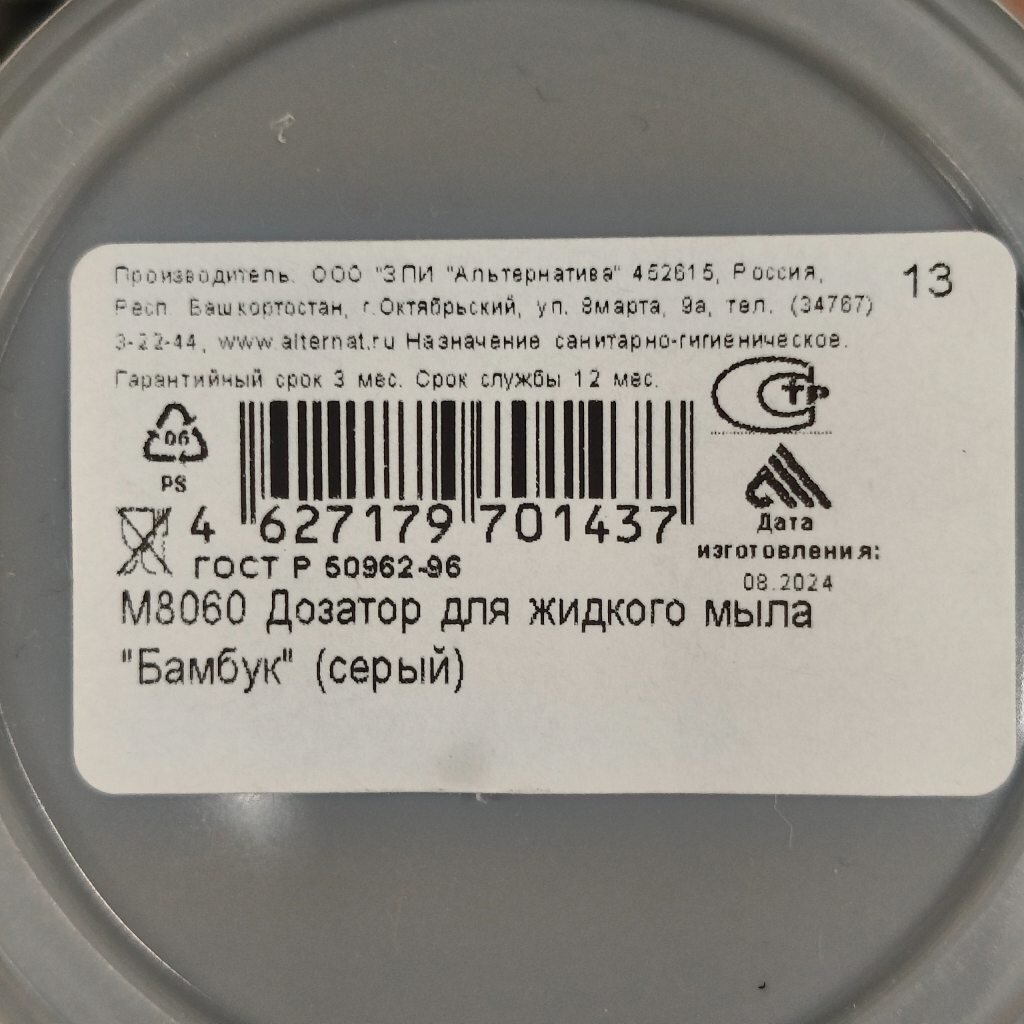 Производитель: ООО "ЗПИ "Альтернатива" 452615, Россия,
13
Респ. Башкортостан, г.Октябрьский, ул. 8марта, 9а, тел. (34767)
3-22-44, www.alternat.ru Назначение санитарно-гигиеническое.
Гарантийный срок 3 мес. Срок службы 12 мес.
Стр
06
PS
4 627179 701437
Дата
изготовления:
ГОСТ Р 50962-96
08.2024
М8060 Дозатор для жидкого мыла
"Бамбук" (серый)